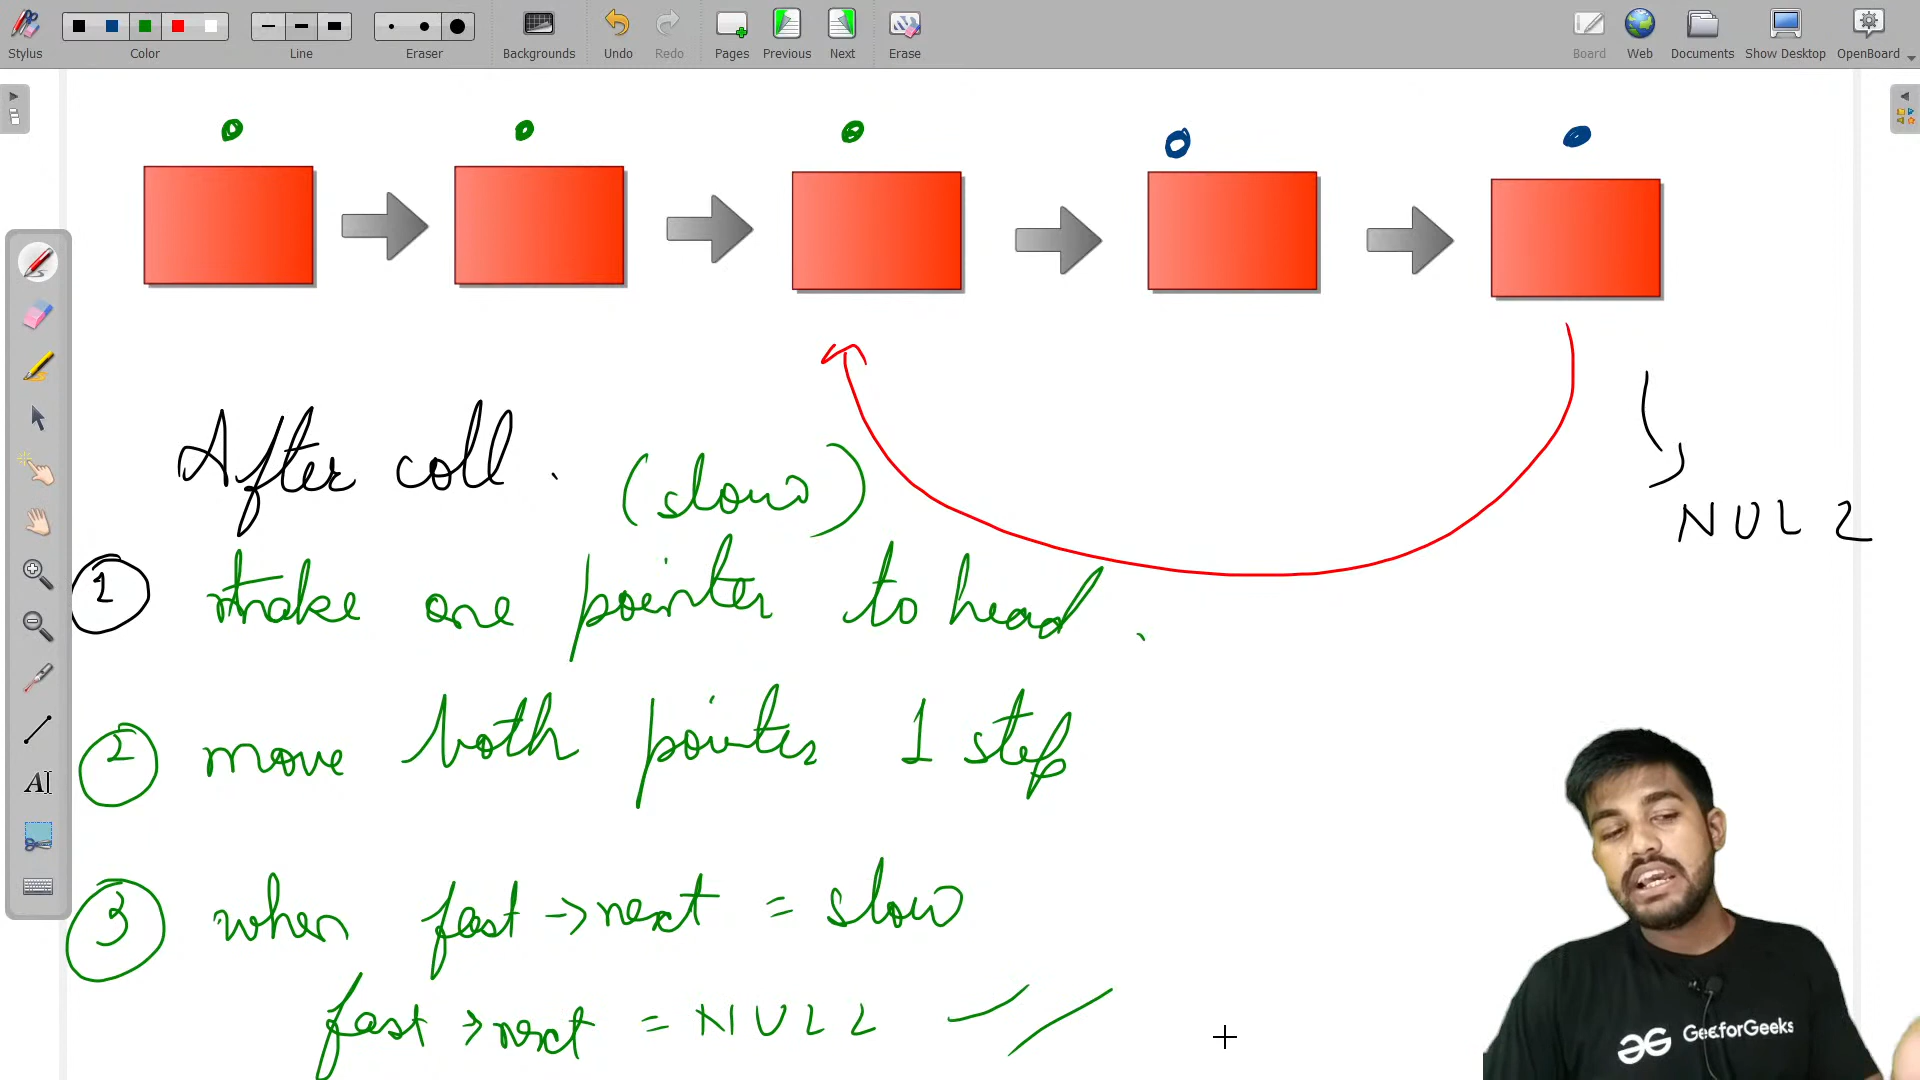 Stylus Color Line Eraser Backgrounds Undo Redo Pages Previous Next Erase Board Web Documents Show Desktop OpenBoard
After coll.
(slow)
NULL
1 make one pointer to head.
2 move both pointer 1 step
3 when fast -> next = slow
fast -> next = NULL
GeeksforGeeks